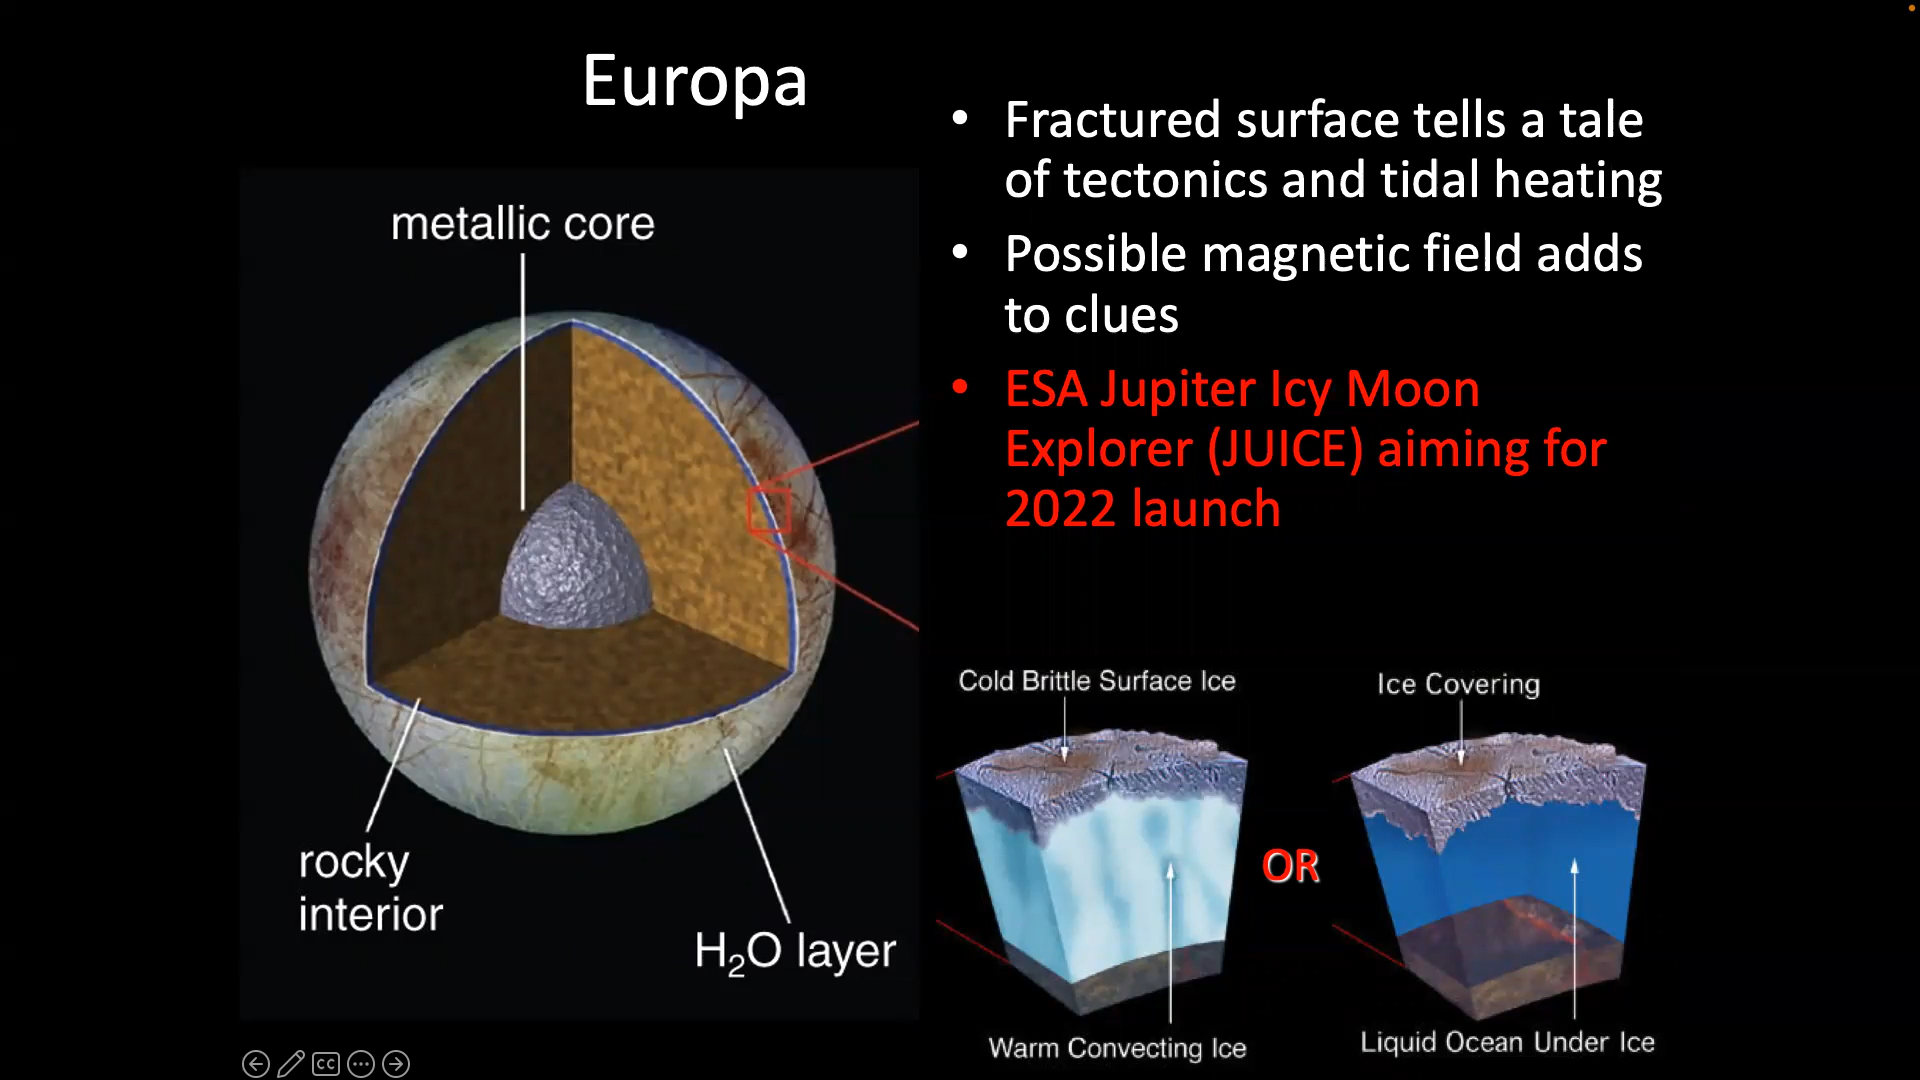 Europa
• Fractured surface tells a tale
of tectonics and tidal heating
• Possible magnetic field adds
to clues
• ESA Jupiter Icy Moon
Explorer (JUICE) aiming for
2022 launch
metallic core
rocky
interior
H₂O layer
Cold Brittle Surface Ice
Ice Covering
OR
Warm Convecting Ice
Liquid Ocean Under Ice
CC